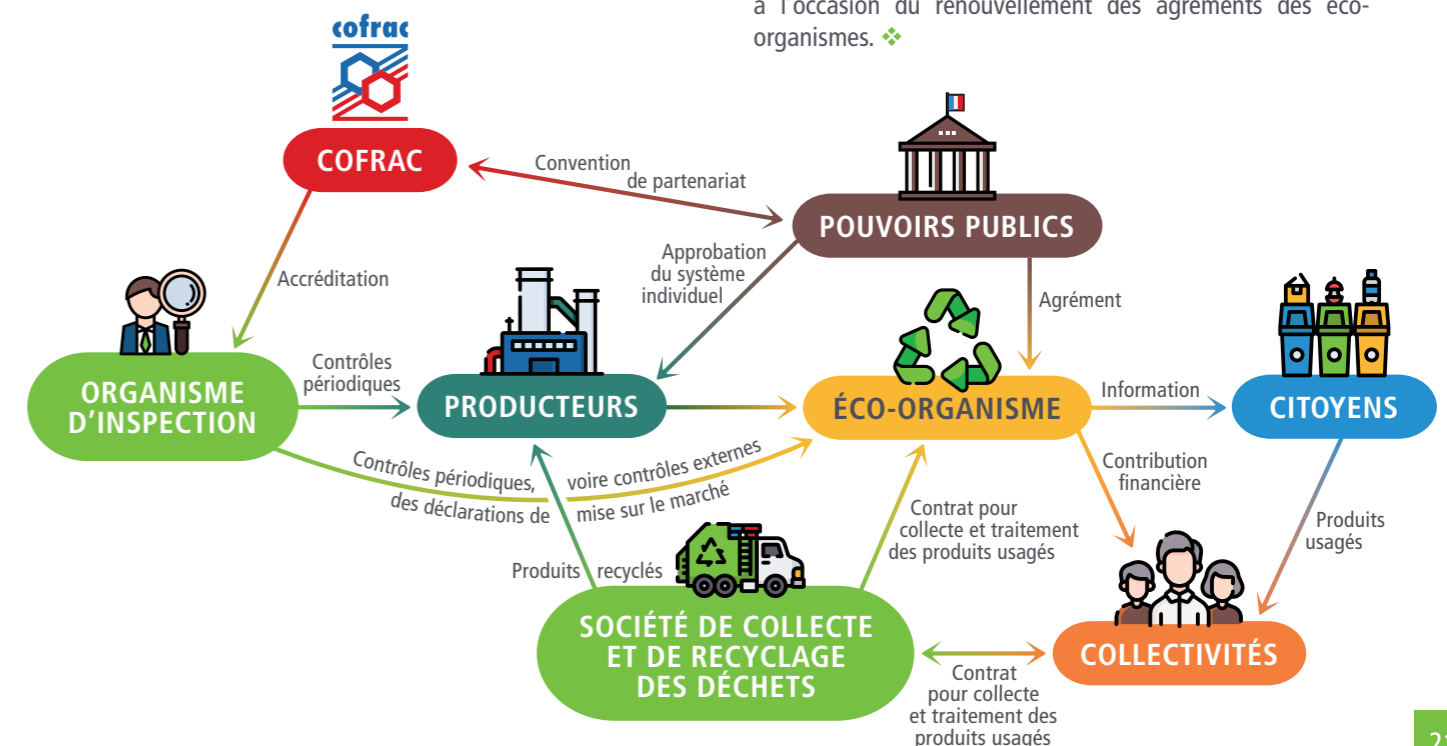 à l'occasion du renouvellement des agréments des éco-
organismes.
cofrac
COFRAC
Convention
de partenariat
POUVOIRS PUBLICS
Accréditation
Approbation
du système
individuel
Agrément
Contrôles
périodiques
ORGANISME
D'INSPECTION
PRODUCTEURS
ÉCO-ORGANISME
Information
CITOYENS
Contrôles périodiques, voire contrôles externes
des déclarations de mise sur le marché
Contribution
financière
Contrat pour
collecte et traitement
des produits usagés
Produits
usagés
Produits recyclés
SOCIÉTÉ DE COLLECTE
ET DE RECYCLAGE
DES DÉCHETS
COLLECTIVITÉS
Contrat
pour collecte
et traitement des
produits usagés